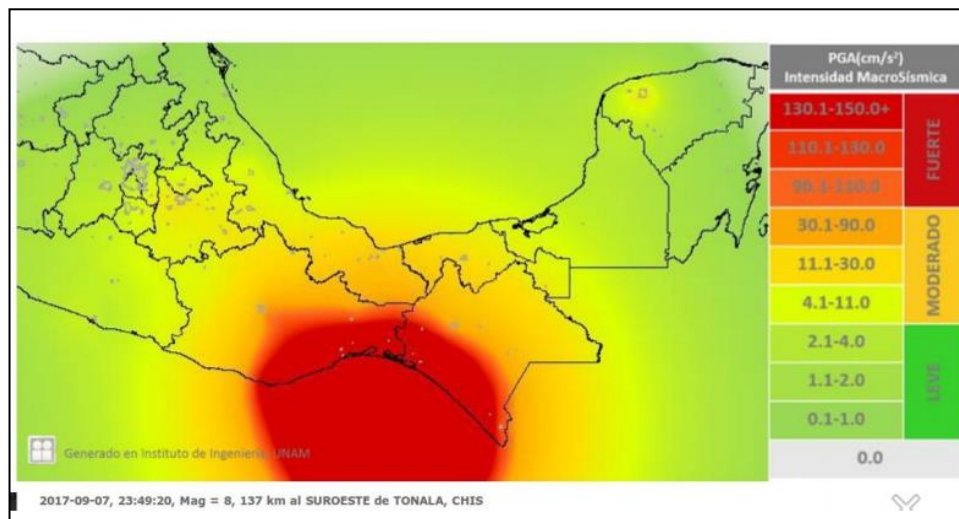 PGA(cm/s²)
Intensidad MacroSísmica
130.1-150.0+
110.1-130.0
90.1-110.0
FUERTE
30.1-90.0
11.1-30.0
4.1-11.0
MODERADO
2.1-4.0
1.1-2.0
0.1-1.0
LEVE
0.0
Generado en Instituto de Ingeniería, UNAM
2017-09-07, 23:49:20, Mag = 8, 137 km al SUROESTE de TONALA, CHIS